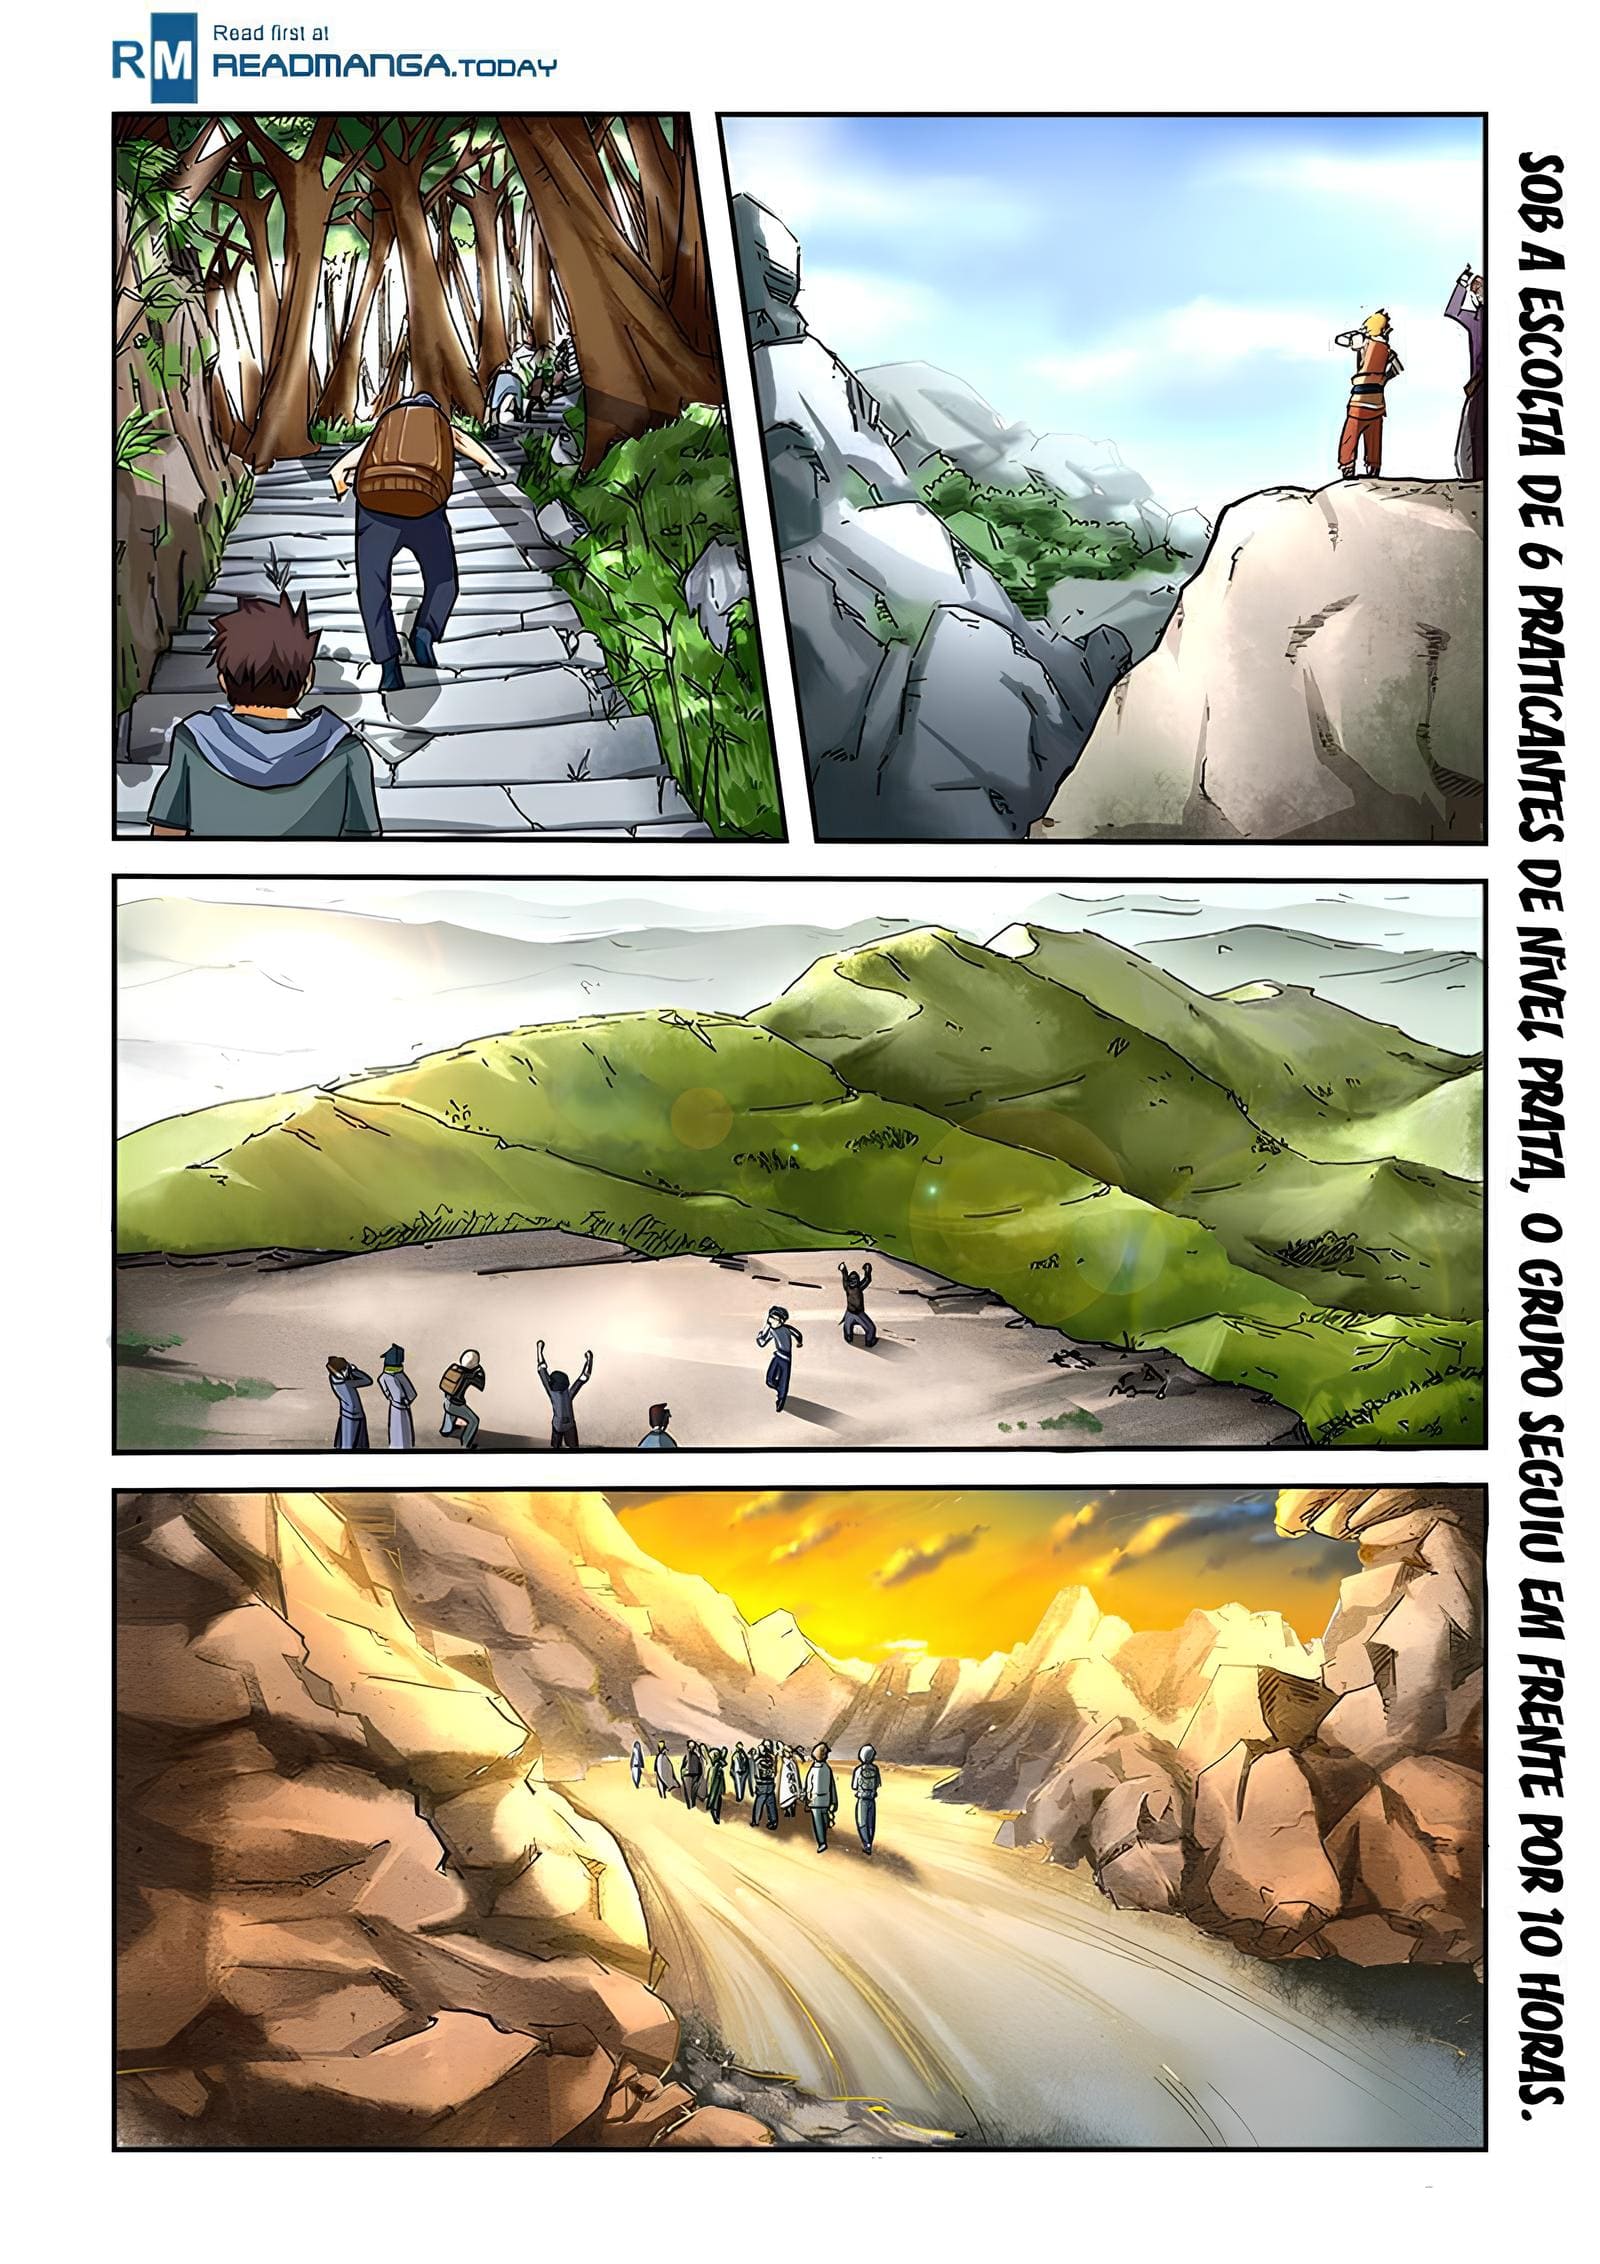 RM
Read first at
READMANGA.TODAY
SOB A ESCOLTA DE 6 PRATICANTES DE NÍVEL PRATA, O GRUPO SEGUIU EM FRENTE POR 10 HORAS.